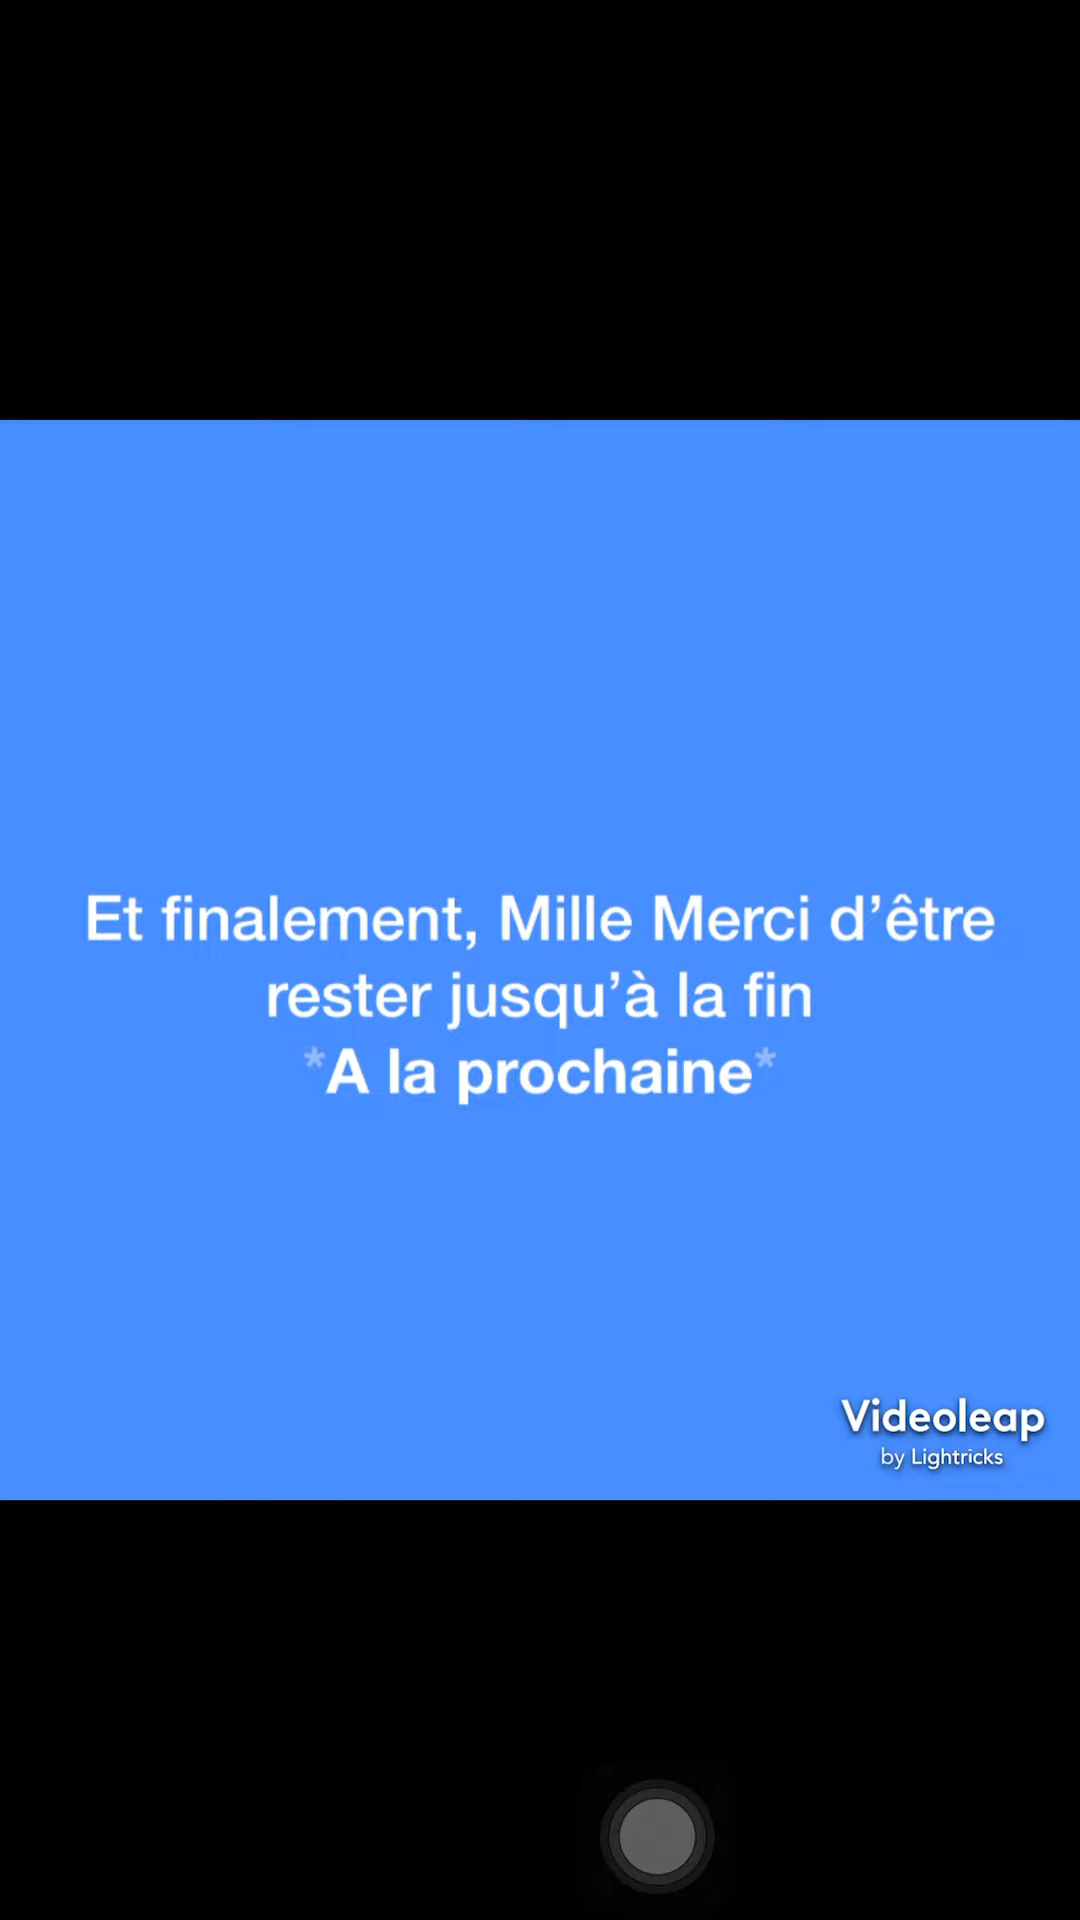 Et finalement, Mille Merci d’être
rester jusqu’à la fin
*A la prochaine*
Videoleap
by Lightricks